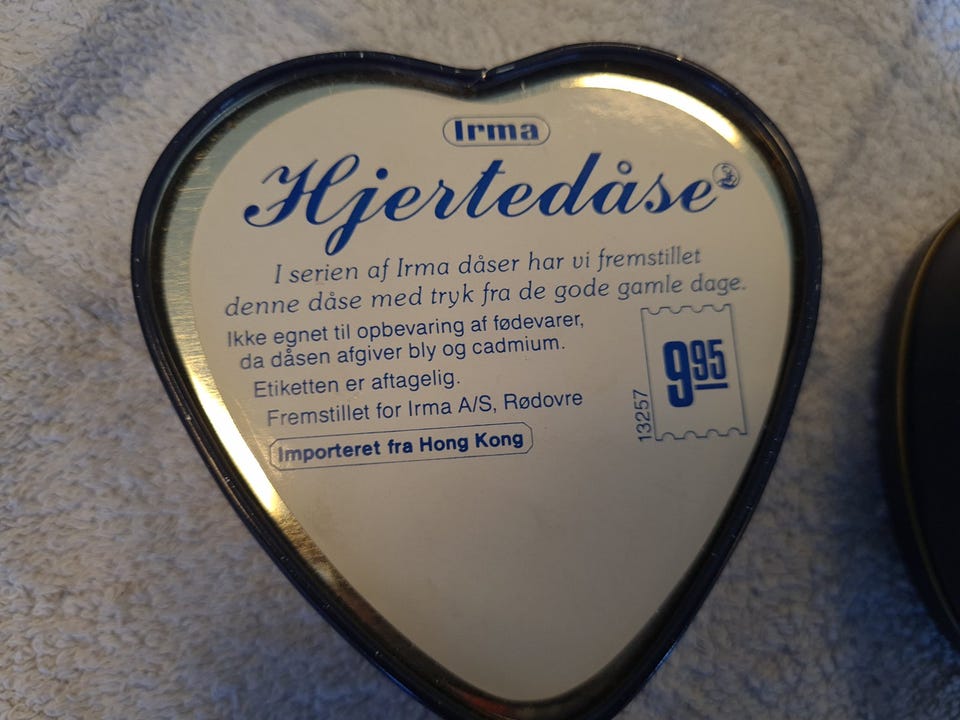 Irma
Hjertedåse
I serien af Irma dåser har vi fremstillet
denne dåse med tryk fra de gode gamle dage.
Ikke egnet til opbevaring af fødevarer,
da dåsen afgiver bly og cadmium.
Etiketten er aftagelig.
Fremstillet for Irma A/S, Rødovre
Importeret fra Hong Kong
13257
995